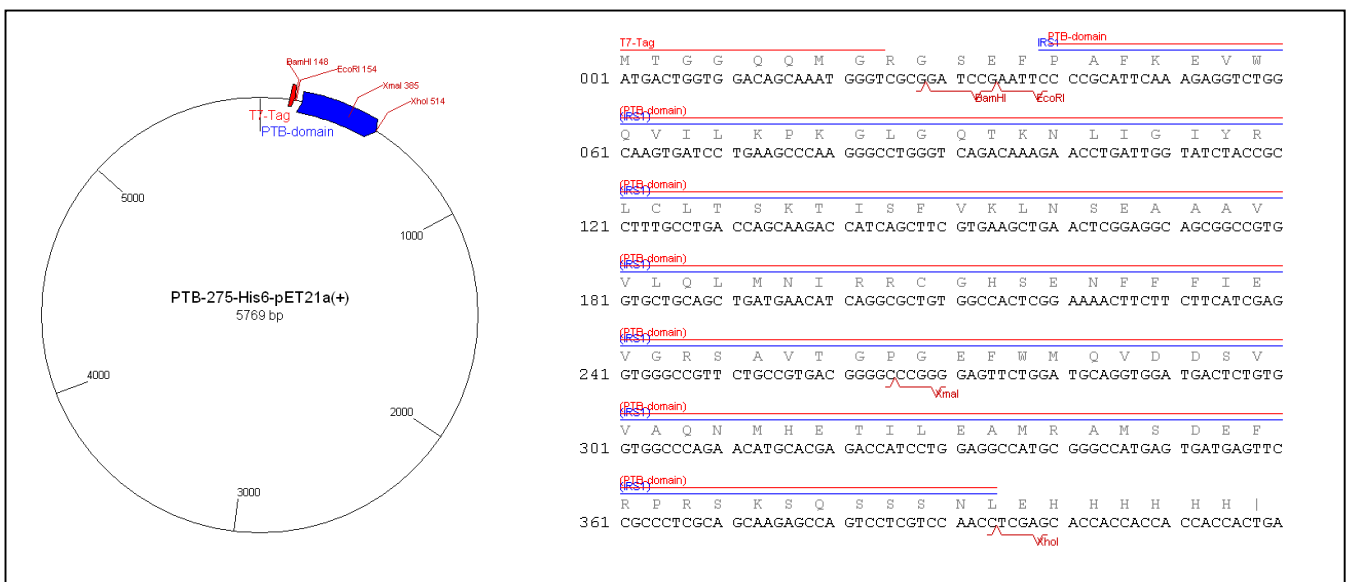 BamHI 148
EcoRI 154
XmaI 385
XhoI 514
T7-Tag
PTB-domain
5000
1000
PTB-275-His6-pET21a(+)
5769 bp
4000
2000
3000
T7-Tag
PTB-domain
IRS1
M T G G Q Q M G R G S E F P A F K E V W
001 ATGACTGGTG GACAGCAAAT GGGTCGCGGA TCCGAATTCC CCGCATTCAA AGAGGTCTGG
BamHI EcoRI
(PTB-domain)
(IRS1)
Q V I L K P K G L G Q T K N L I G I Y R
061 CAAGTGATCC TGAAGCCCAA GGGCCTGGGT CAGACAAAGA ACCTGATTGG TATCTACCGC
(PTB-domain)
(IRS1)
L C L T S K T I S F V K L N S E A A A V
121 CTTTGCCTGA CCAGCAAGAC CATCAGCTTC GTGAAGCTGA ACTCGGAGGC AGCGGCCGTG
(PTB-domain)
(IRS1)
V L Q L M N I R R C G H S E N F F F I E
181 GTGCTGCAGC TGATGAACAT CAGGCGCTGT GGCCACTCGG AAAACTTCTT CTTCATCGAG
(PTB-domain)
(IRS1)
V G R S A V T G P G E F W M Q V D D S V
241 GTGGGCCGTT CTGCCGTGAC GGGGCCCGGG GAGTTCTGGA TGCAGGTGGA TGACTCTGTG
XmaI
(PTB-domain)
(IRS1)
V A Q N M H E T I L E A M R A M S D E F
301 GTGGCCCAGA ACATGCACGA GACCATCCTG GAGGCCATGC GGGCCATGAG TGATGAGTTC
(PTB-domain)
(IRS1)
R P R S K S Q S S S N L E H H H H H H |
361 CGCCCTCGCA GCAAGAGCCA GTCCTCGTCC AACCTCGAGC ACCACCACCA CCACCACTGA
XhoI